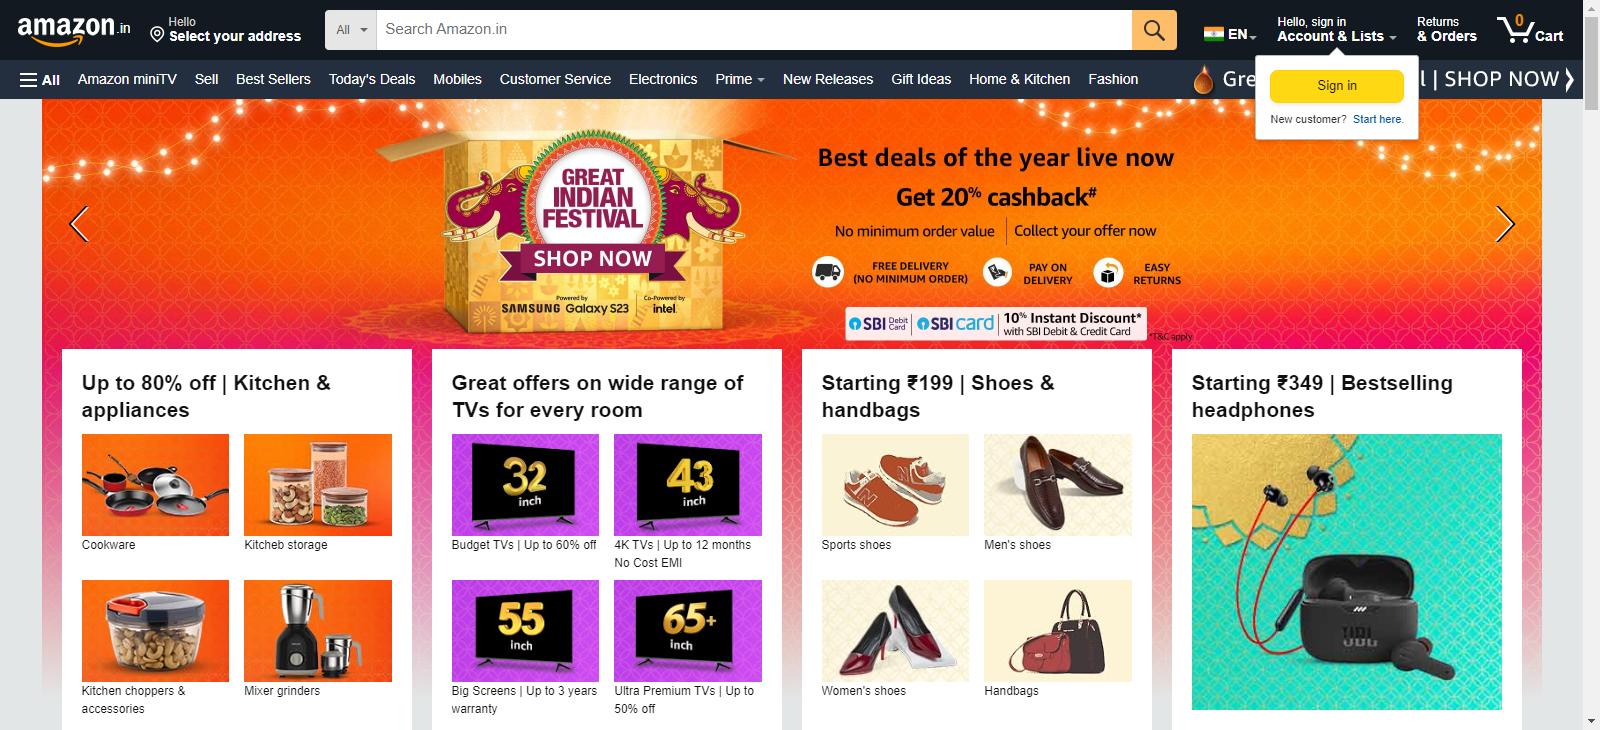 amazon.in
Hello
Select your address
All
Search Amazon.in
EN
Hello, sign in
Account & Lists
Returns
& Orders
0
Cart
All
Amazon miniTV
Sell
Best Sellers
Today's Deals
Mobiles
Customer Service
Electronics
Prime
New Releases
Gift Ideas
Home & Kitchen
Fashion
Gre
l | SHOP NOW
Sign in
New customer? Start here.
GREAT
INDIAN
FESTIVAL
SHOP NOW
Powered by
SAMSUNG Galaxy S23
Co-Powered by
intel.
Best deals of the year live now
Get 20% cashback#
No minimum order value | Collect your offer now
FREE DELIVERY
(NO MINIMUM ORDER)
PAY ON
DELIVERY
EASY
RETURNS
SBI Debit Card | SBI card | 10% Instant Discount*
with SBI Debit & Credit Card
*T&C apply
Up to 80% off | Kitchen &
appliances
Cookware
Kitcheb storage
Kitchen choppers &
accessories
Mixer grinders
Great offers on wide range of
TVs for every room
32
inch
43
inch
Budget TVs | Up to 60% off
4K TVs | Up to 12 months
No Cost EMI
55
inch
65+
inch
Big Screens | Up to 3 years
warranty
Ultra Premium TVs | Up to
50% off
Starting ₹199 | Shoes &
handbags
Sports shoes
Men's shoes
Women's shoes
Handbags
Starting ₹349 | Bestselling
headphones
JBL